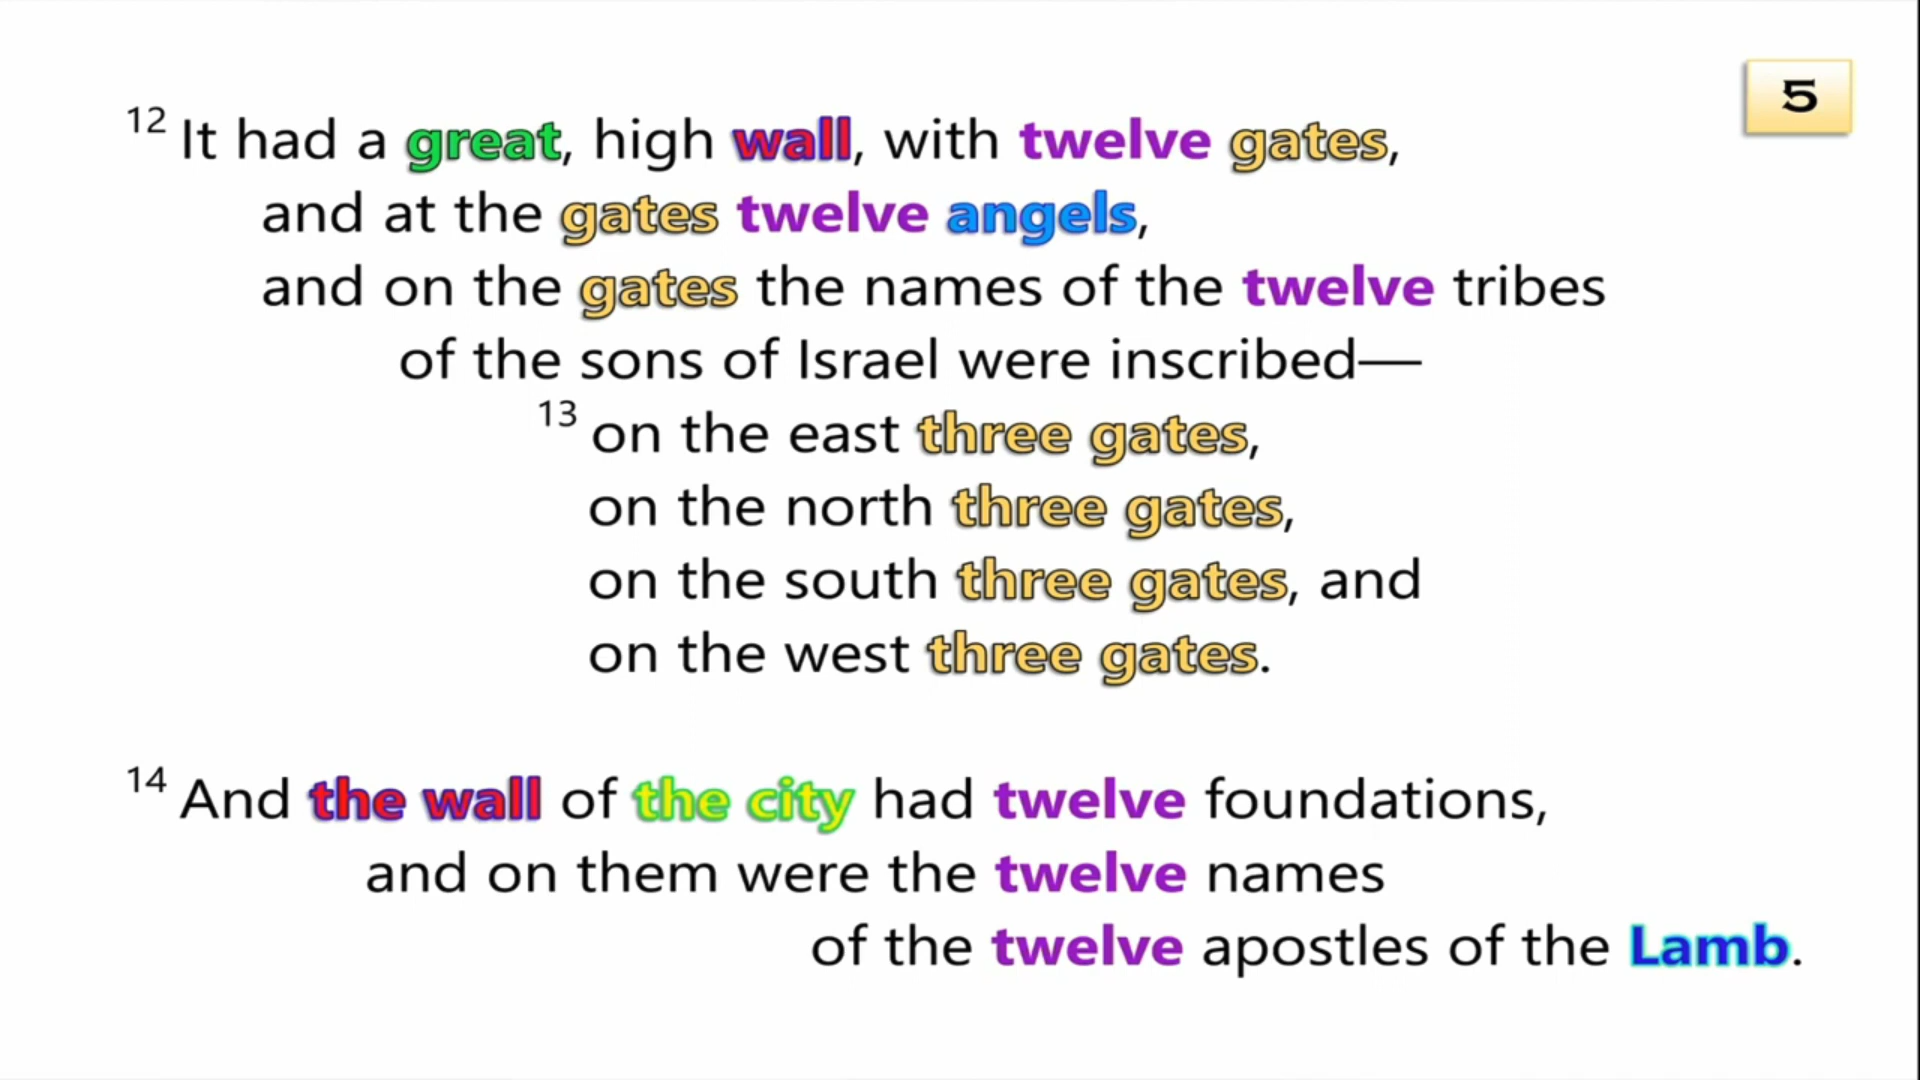 5
12 It had a great, high wall, with twelve gates,
and at the gates twelve angels,
and on the gates the names of the twelve tribes
of the sons of Israel were inscribed—
13 on the east three gates,
on the north three gates,
on the south three gates, and
on the west three gates.
14 And the wall of the city had twelve foundations,
and on them were the twelve names
of the twelve apostles of the Lamb.